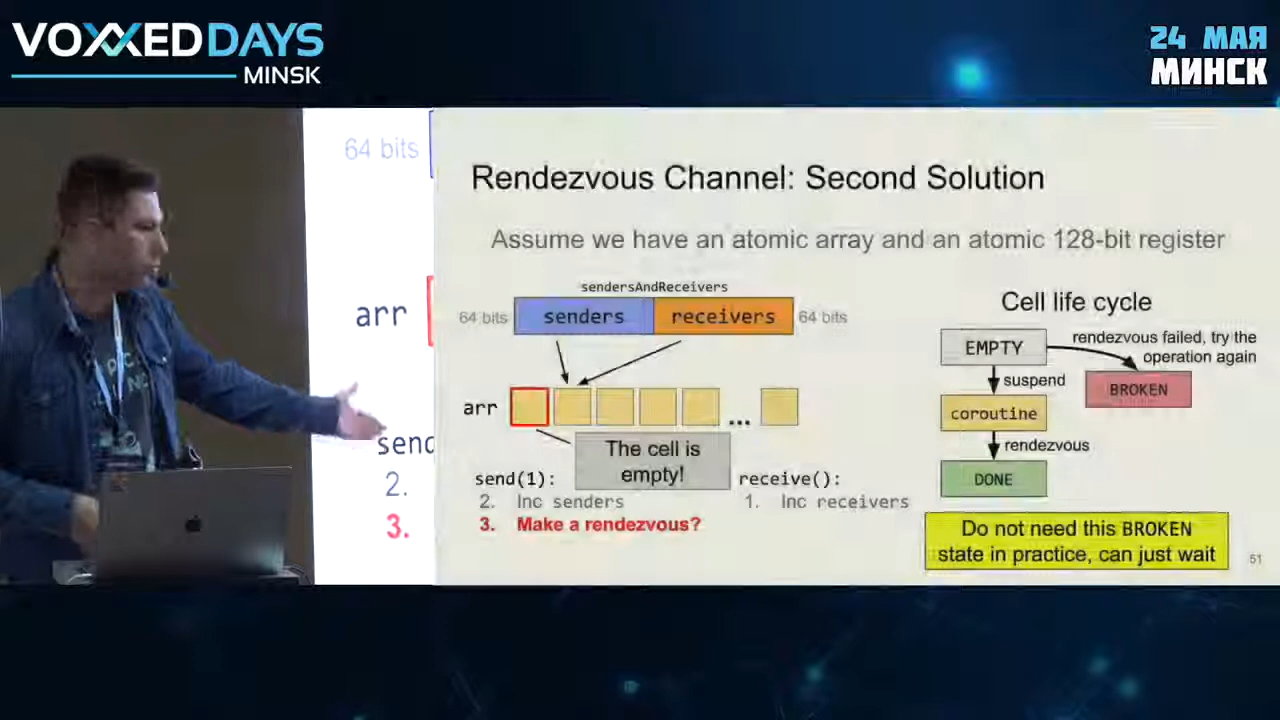 VOXXED DAYS
MINSK
24 МАЯ
МИНСК
64 bits
arr
send
2.
3.
Rendezvous Channel: Second Solution
Assume we have an atomic array and an atomic 128-bit register
sendersAndReceivers
64 bits
senders
receivers
64 bits
arr
...
The cell is
empty!
send(1):
2. Inc senders
3. Make a rendezvous?
receive():
1. Inc receivers
Cell life cycle
EMPTY
rendezvous failed, try the
operation again
suspend
BROKEN
coroutine
rendezvous
DONE
Do not need this BROKEN
state in practice, can just wait
51